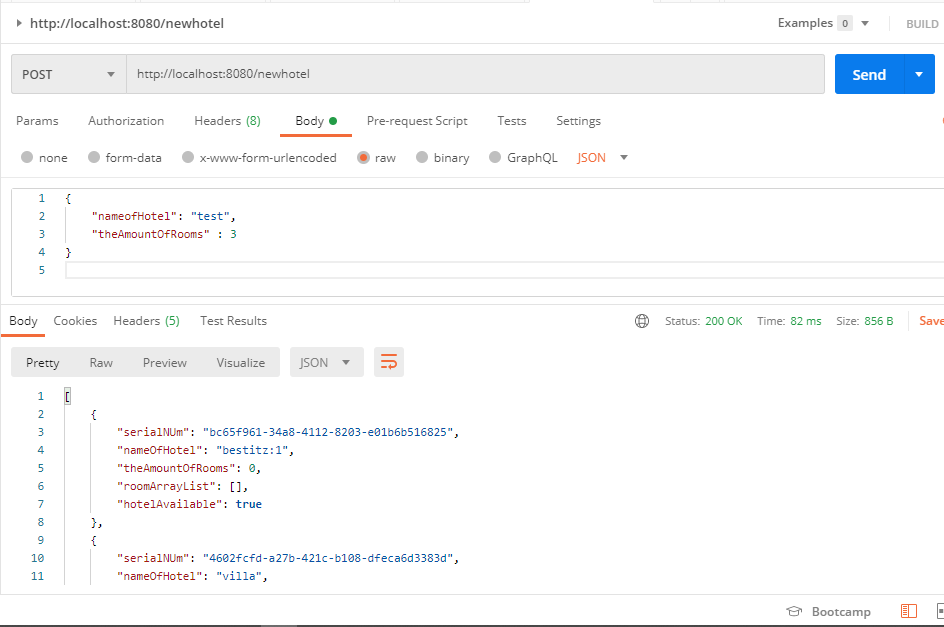 http://localhost:8080/newhotel Examples 0 BUILD
POST http://localhost:8080/newhotel Send
Params Authorization Headers (8) Body Pre-request Script Tests Settings
none form-data x-www-form-urlencoded raw binary GraphQL JSON
1 {
2 "nameofHotel": "test",
3 "theAmountOfRooms" : 3
4 }
5
Body Cookies Headers (5) Test Results Status: 200 OK Time: 82 ms Size: 856 B Save
Pretty Raw Preview Visualize JSON
1 [
2 {
3 "serialNUm": "bc65f961-34a8-4112-8203-e01b6b516825",
4 "nameOfHotel": "bestitz:1",
5 "theAmountOfRooms": 0,
6 "roomArrayList": [],
7 "hotelAvailable": true
8 },
9 {
10 "serialNUm": "4602fcfd-a27b-421c-b108-dfeca6d3383d",
11 "nameOfHotel": "villa",
Bootcamp